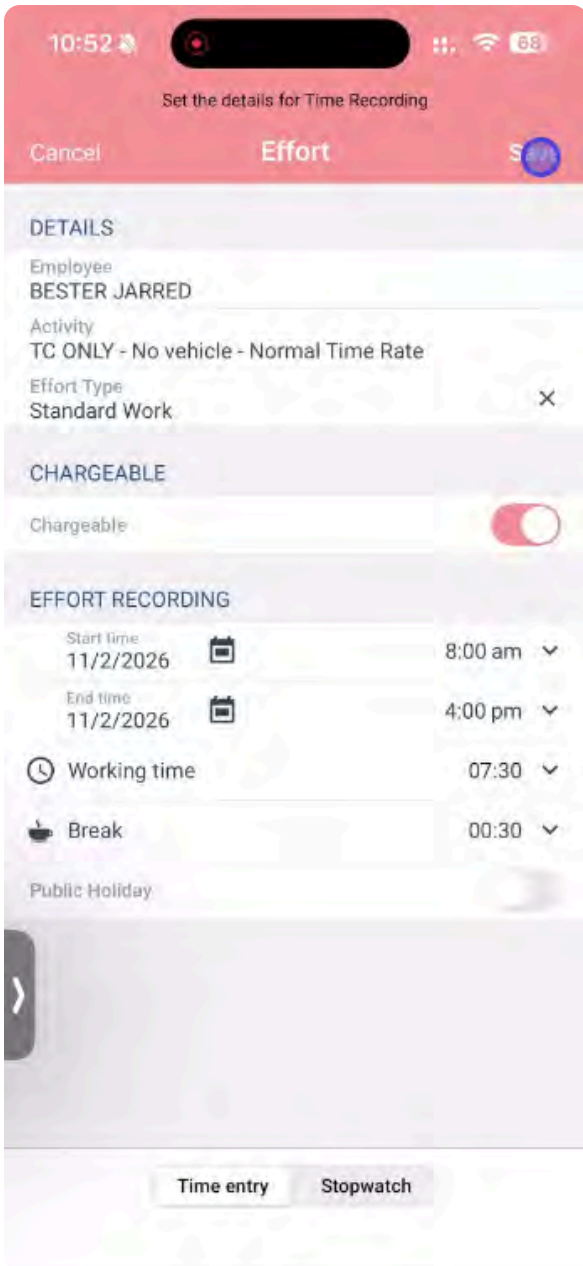 10:52
68
Set the details for Time Recording
Cancel Effort Save
DETAILS
Employee
BESTER JARRED
Activity
TC ONLY - No vehicle - Normal Time Rate
Effort Type
Standard Work
CHARGEABLE
Chargeable
EFFORT RECORDING
Start time
11/2/2026 8:00 am
End time
11/2/2026 4:00 pm
Working time 07:30
Break 00:30
Public Holiday
Time entry Stopwatch